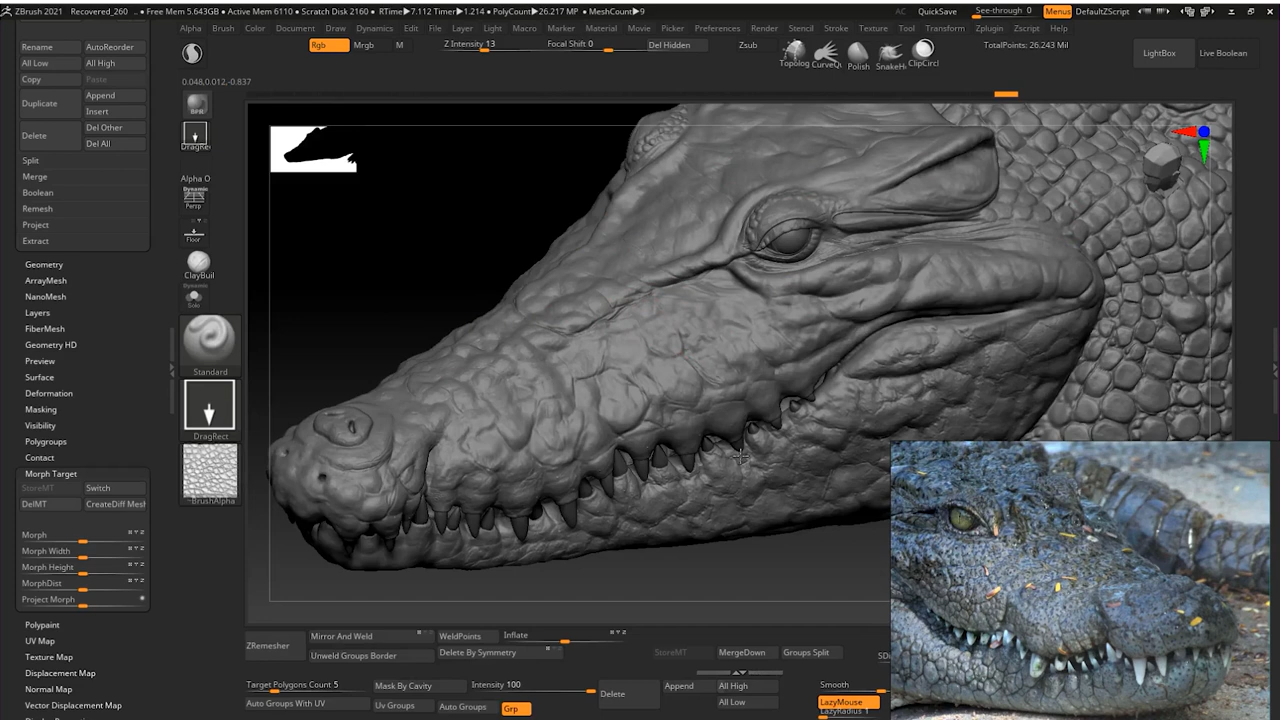 ZBrush 2021 Recovered_260 • Free Mem 5.643GB • Active Mem 6110 • Scratch Disk 2160 • RTime▸7.112 Timer▸1.214 • PolyCount▸26.217 MP • MeshCount▸9 AC QuickSave See-through 0 Menus DefaultZScript
Alpha Brush Color Document Draw Dynamics Edit File Layer Light Macro Marker Material Movie Picker Preferences Render Stencil Stroke Texture Tool Transform Zplugin Zscript Help
Rename AutoReorder
All Low All High
Copy Paste
Duplicate Append
Insert
Delete Del Other
Del All
Split
Merge
Boolean
Remesh
Project
Extract
Geometry
ArrayMesh
NanoMesh
Layers
FiberMesh
Geometry HD
Preview
Surface
Deformation
Masking
Visibility
Polygroups
Contact
Morph Target
StoreMT Switch
DelMT CreateDiff Mesh
Morph
Morph Width
Morph Height
MorphDist
Project Morph
Polypaint
UV Map
Texture Map
Displacement Map
Normal Map
Vector Displacement Map
Rgb Mrgb M Z Intensity 13 Focal Shift 0 Del Hidden Zsub TotalPoints: 26.243 Mil
Topolog CurveQu Polish SnakeH ClipCircl
LightBox Live Boolean
0.048,0.012,-0.837
BPR
DragRe
Alpha O
Dynamic
Persp
Floor
ClayBuil
Dynamic
Solo
Standard
DragRect
~BrushAlpha
ZRemesher Mirror And Weld WeldPoints Inflate
Unweld Groups Border Delete By Symmetry
StoreMT MergeDown Groups Split
Target Polygons Count 5 Mask By Cavity Intensity 100 Delete Append All High Smooth
Auto Groups With UV Uv Groups Auto Groups Grp All Low LazyMouse
LazyRadius 1